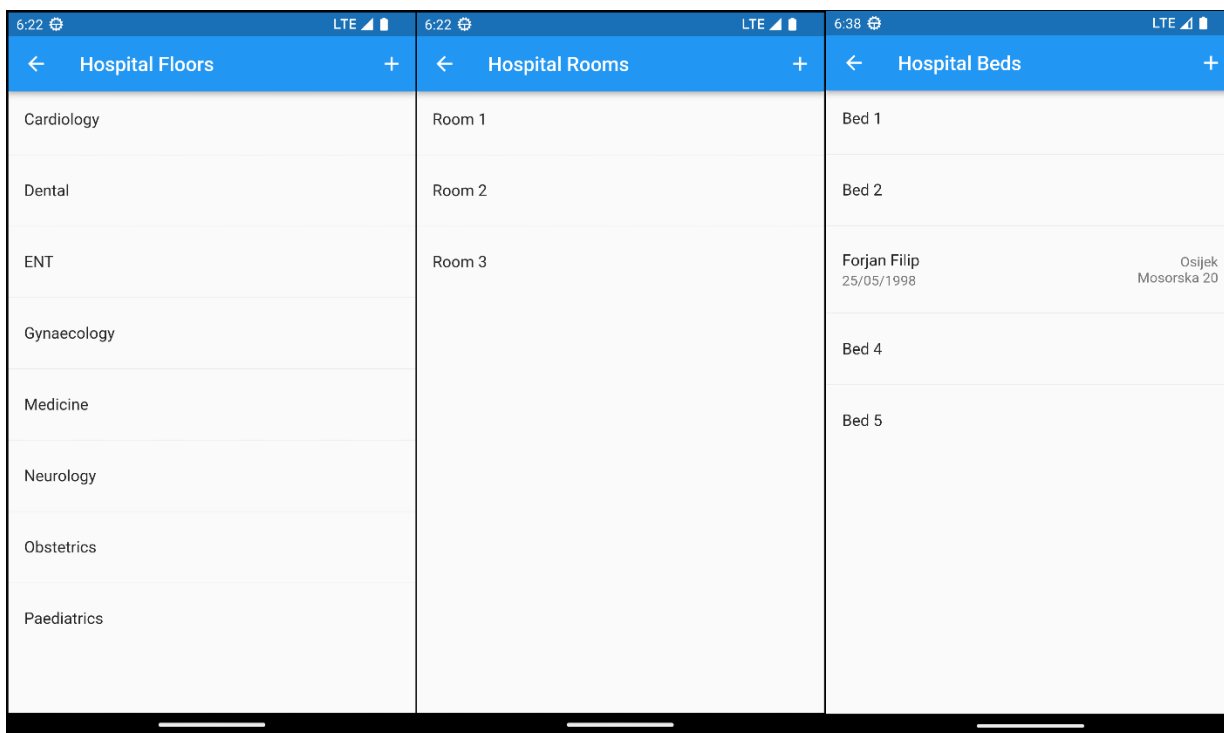 6:22 LTE
Hospital Floors +
Cardiology
Dental
ENT
Gynaecology
Medicine
Neurology
Obstetrics
Paediatrics
6:22 LTE
Hospital Rooms +
Room 1
Room 2
Room 3
6:38 LTE
Hospital Beds +
Bed 1
Bed 2
Forjan Filip
25/05/1998
Osijek
Mosorska 20
Bed 4
Bed 5